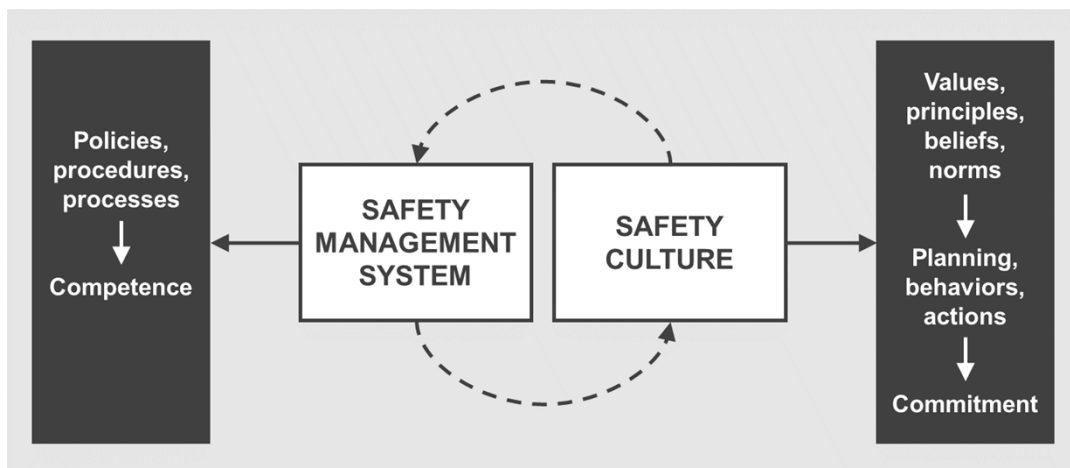 Policies,
procedures,
processes
Competence
SAFETY
MANAGEMENT
SYSTEM
SAFETY
CULTURE
Values,
principles,
beliefs,
norms
Planning,
behaviors,
actions
Commitment